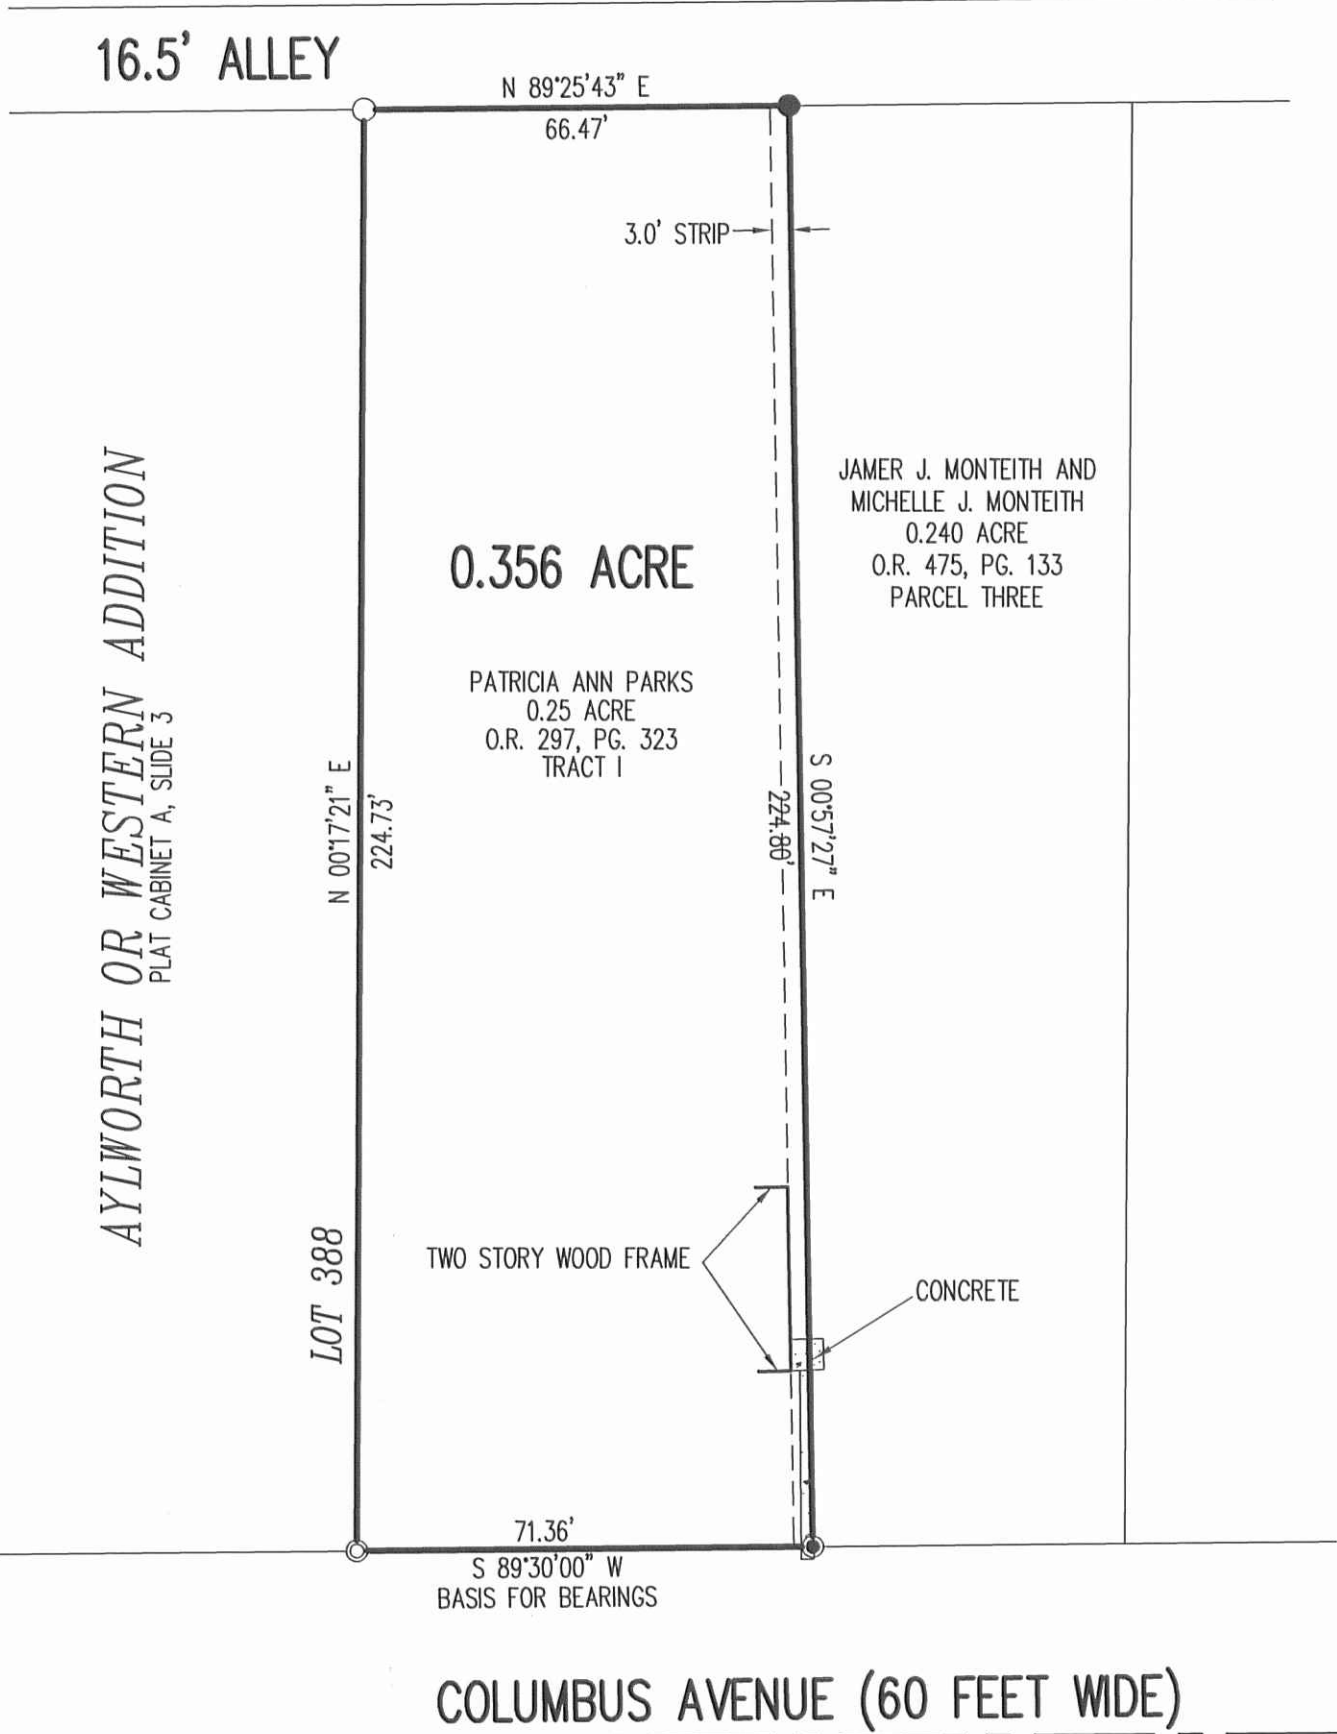 16.5' ALLEY
N 89°25'43" E
66.47'
3.0' STRIP
JAMER J. MONTEITH AND
MICHELLE J. MONTEITH
0.240 ACRE
O.R. 475, PG. 133
PARCEL THREE
0.356 ACRE
PATRICIA ANN PARKS
0.25 ACRE
O.R. 297, PG. 323
TRACT I
AYLWORTH OR WESTERN ADDITION
PLAT CABINET A, SLIDE 3
N 00°17'21" E
224.73'
224.80'
S 00°57'27" E
LOT 388
TWO STORY WOOD FRAME
CONCRETE
71.36'
S 89°30'00" W
BASIS FOR BEARINGS
COLUMBUS AVENUE (60 FEET WIDE)